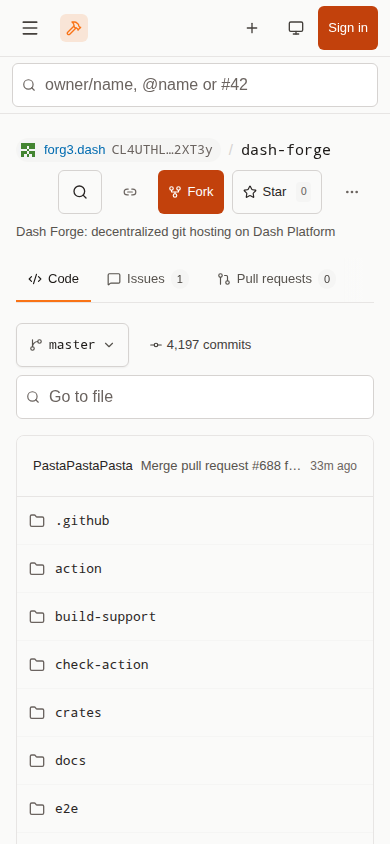 Sign in
owner/name, @name or #42
forg3.dash CL4UTHL…2XT3y / dash-forge
Fork Star 0
Dash Forge: decentralized git hosting on Dash Platform
Code Issues 1 Pull requests 0
master 4,197 commits
Go to file
PastaPastaPasta Merge pull request #688 f… 33m ago
.github
action
build-support
check-action
crates
docs
e2e